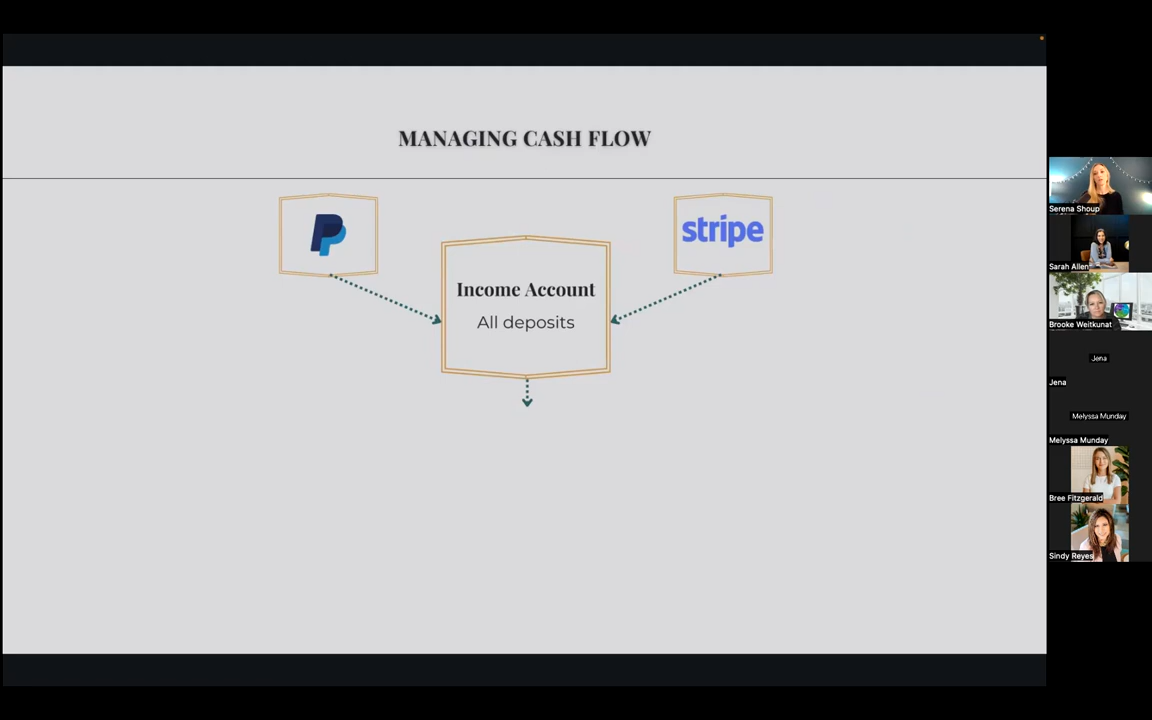 MANAGING CASH FLOW
P
stripe
Income Account
All deposits
Serena Shoup
Sarah Allen
Brooke Weitkunat
Jena
Jena
Melyssa Munday
Melyssa Munday
Bree Fitzgerald
Sindy Reyes